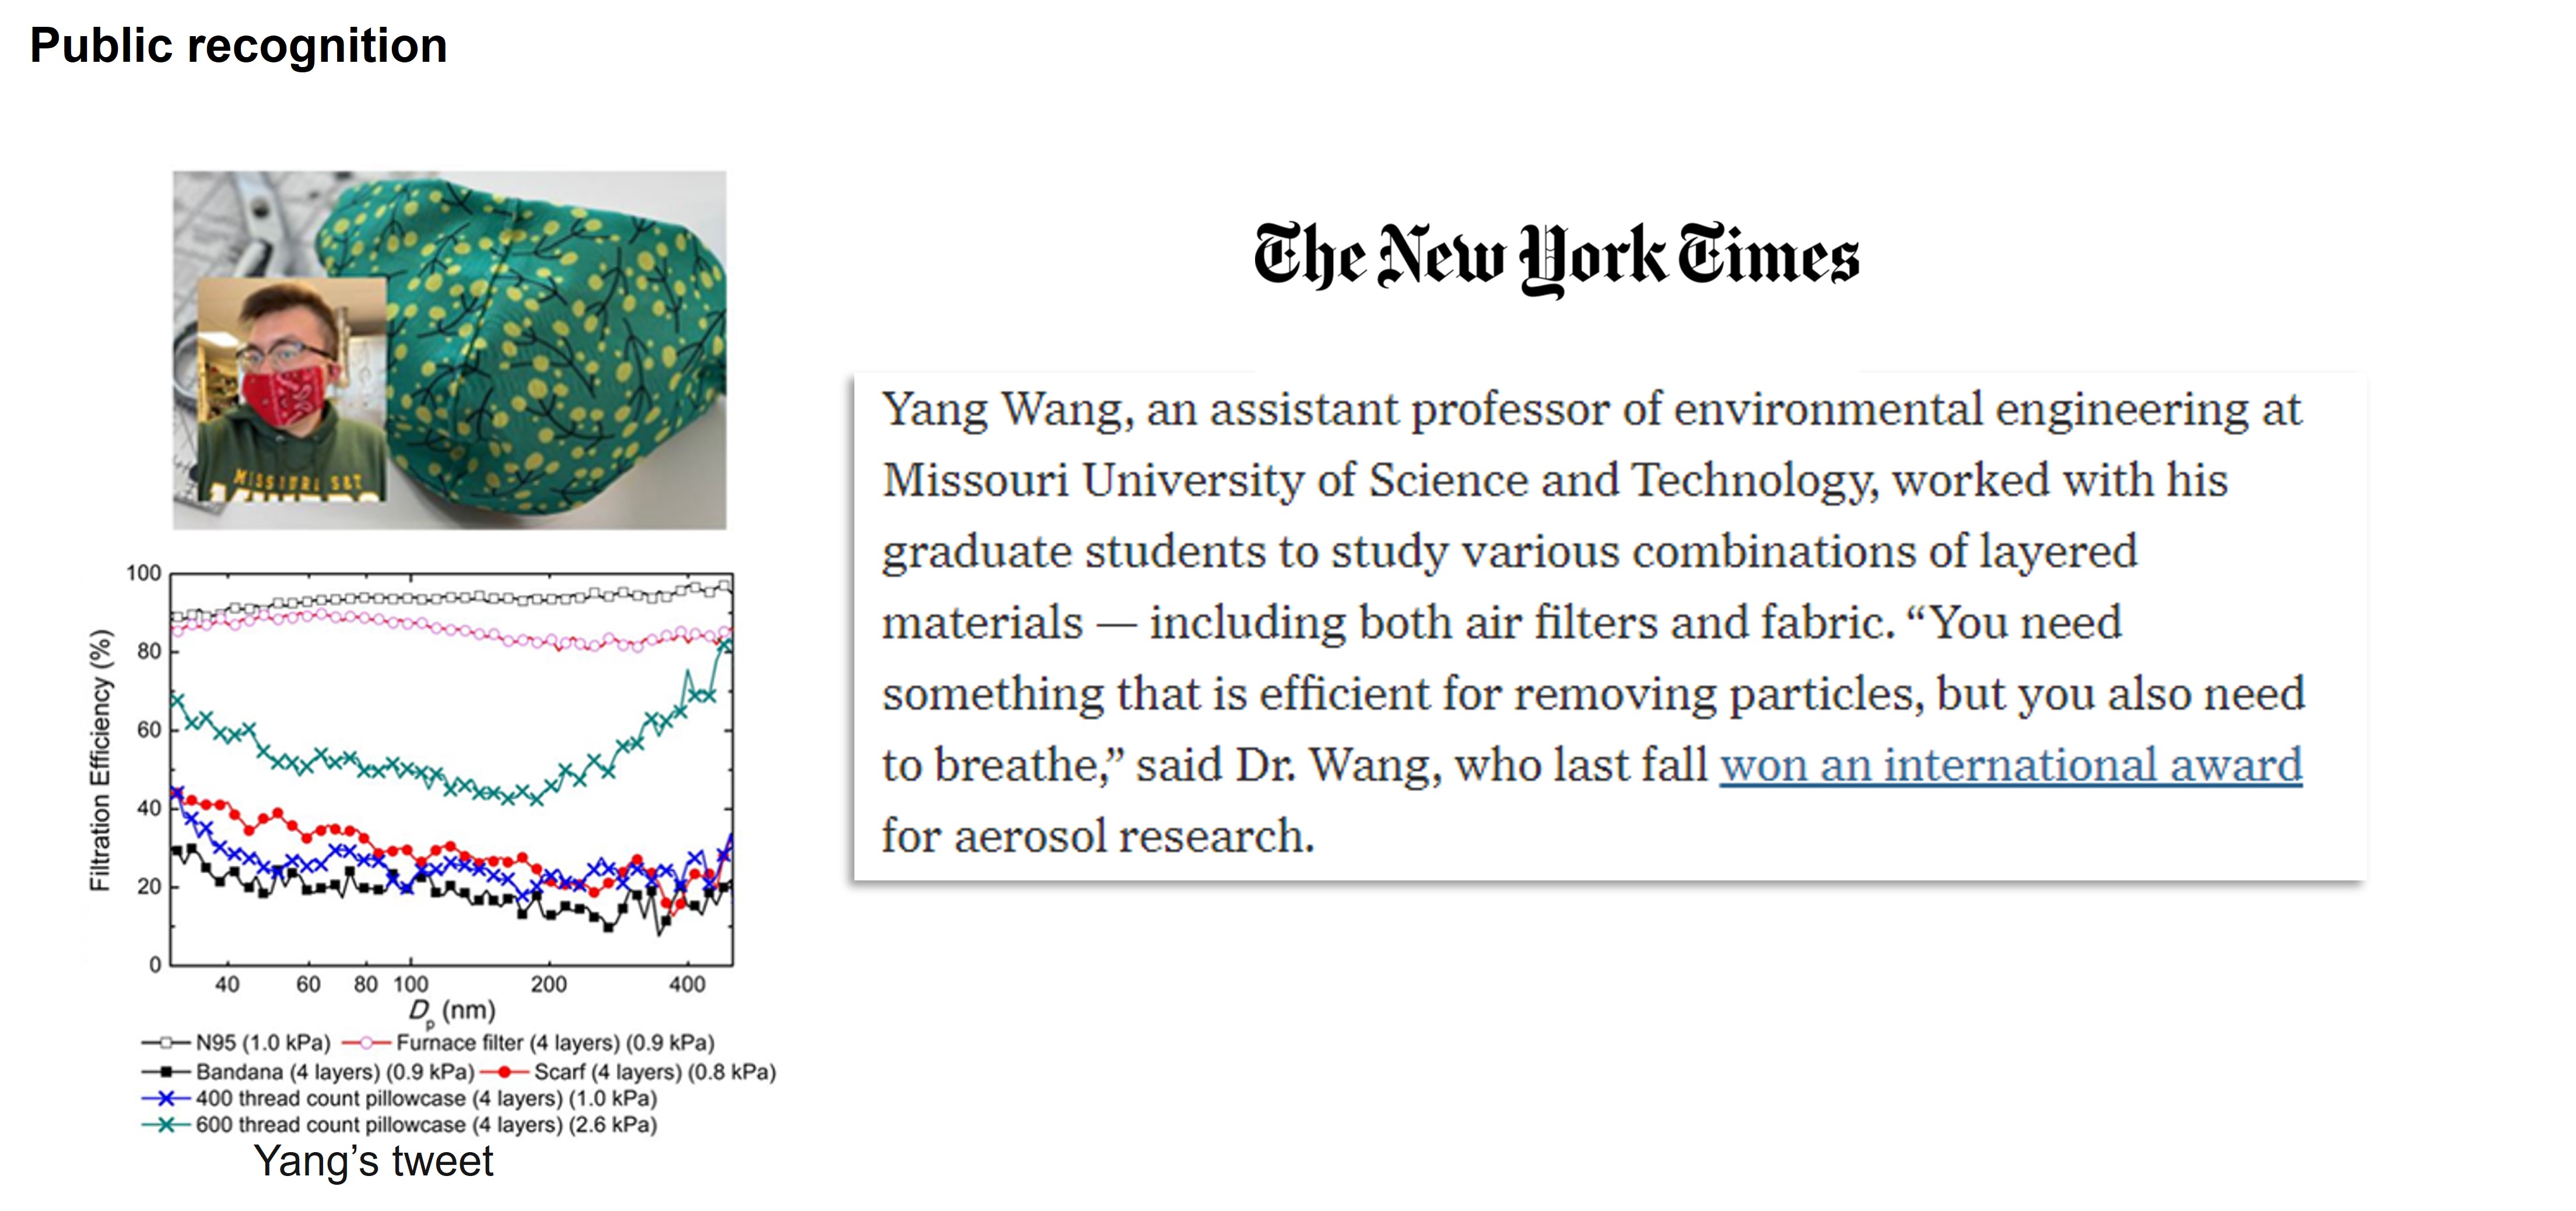 Public recognition
MISSOURI S&T
The New York Times
Yang Wang, an assistant professor of environmental engineering at
Missouri University of Science and Technology, worked with his
graduate students to study various combinations of layered
materials — including both air filters and fabric. “You need
something that is efficient for removing particles, but you also need
to breathe,” said Dr. Wang, who last fall won an international award
for aerosol research.
100
80
60
40
20
0
Filtration Efficiency (%)
40 60 80 100 200 400
Dp (nm)
N95 (1.0 kPa) Furnace filter (4 layers) (0.9 kPa)
Bandana (4 layers) (0.9 kPa) Scarf (4 layers) (0.8 kPa)
400 thread count pillowcase (4 layers) (1.0 kPa)
600 thread count pillowcase (4 layers) (2.6 kPa)
Yang’s tweet